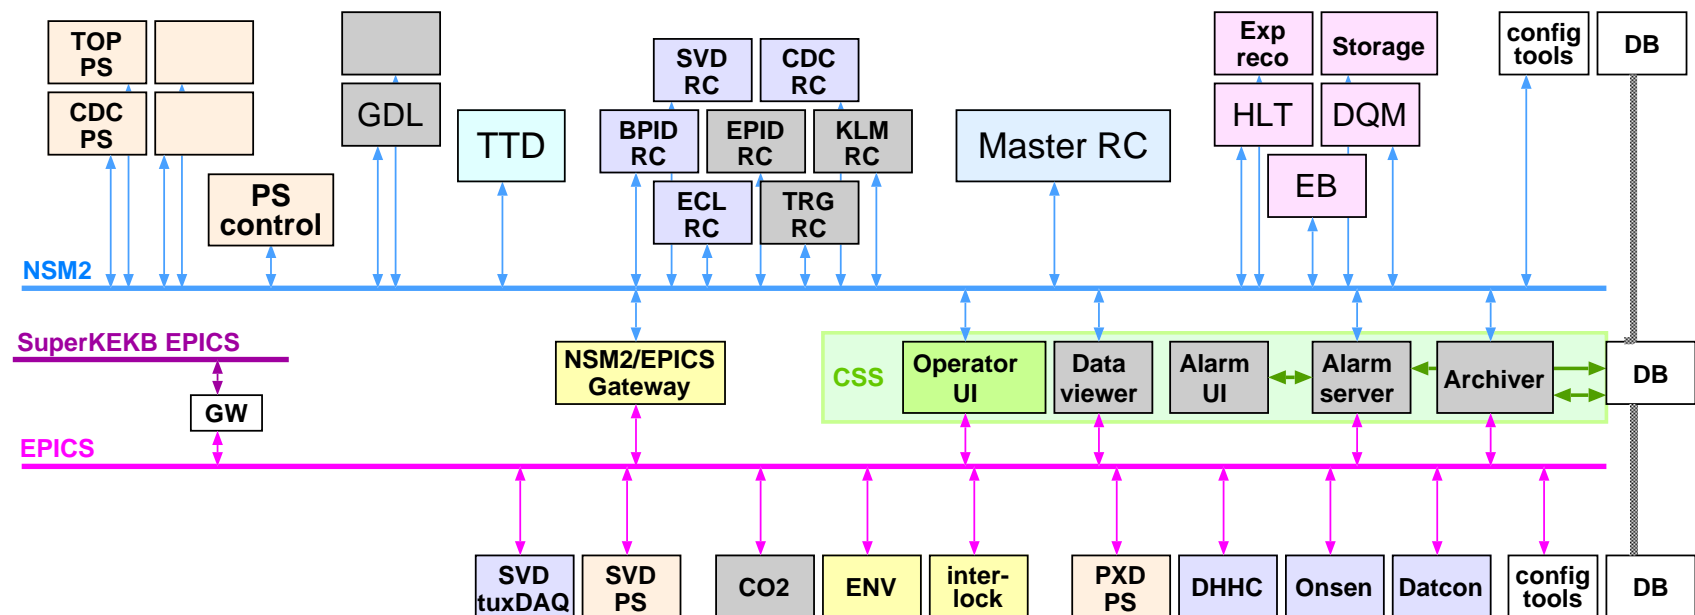 TOP
PS
CDC
PS
PS
control
GDL
TTD
SVD
RC
CDC
RC
BPID
RC
EPID
RC
KLM
RC
ECL
RC
TRG
RC
Master RC
Exp
reco
Storage
HLT
DQM
EB
config
tools
DB
NSM2
SuperKEKB EPICS
GW
NSM2/EPICS
Gateway
CSS
Operator
UI
Data
viewer
Alarm
UI
Alarm
server
Archiver
DB
EPICS
SVD
tuxDAQ
SVD
PS
CO2
ENV
inter-
lock
PXD
PS
DHHC
Onsen
Datcon
config
tools
DB